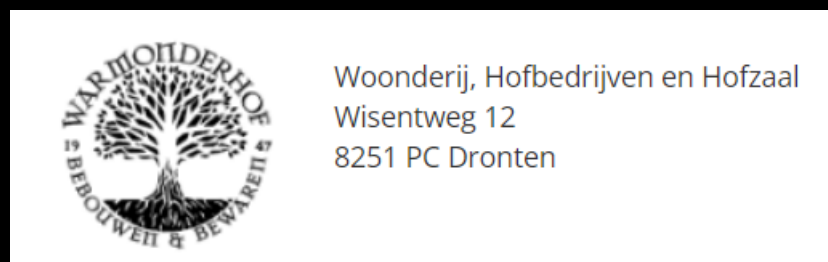 WARMONDERHOF
19 47
BEBOUWEN & BEWAREN
Woonderij, Hofbedrijven en Hofzaal
Wisentweg 12
8251 PC Dronten